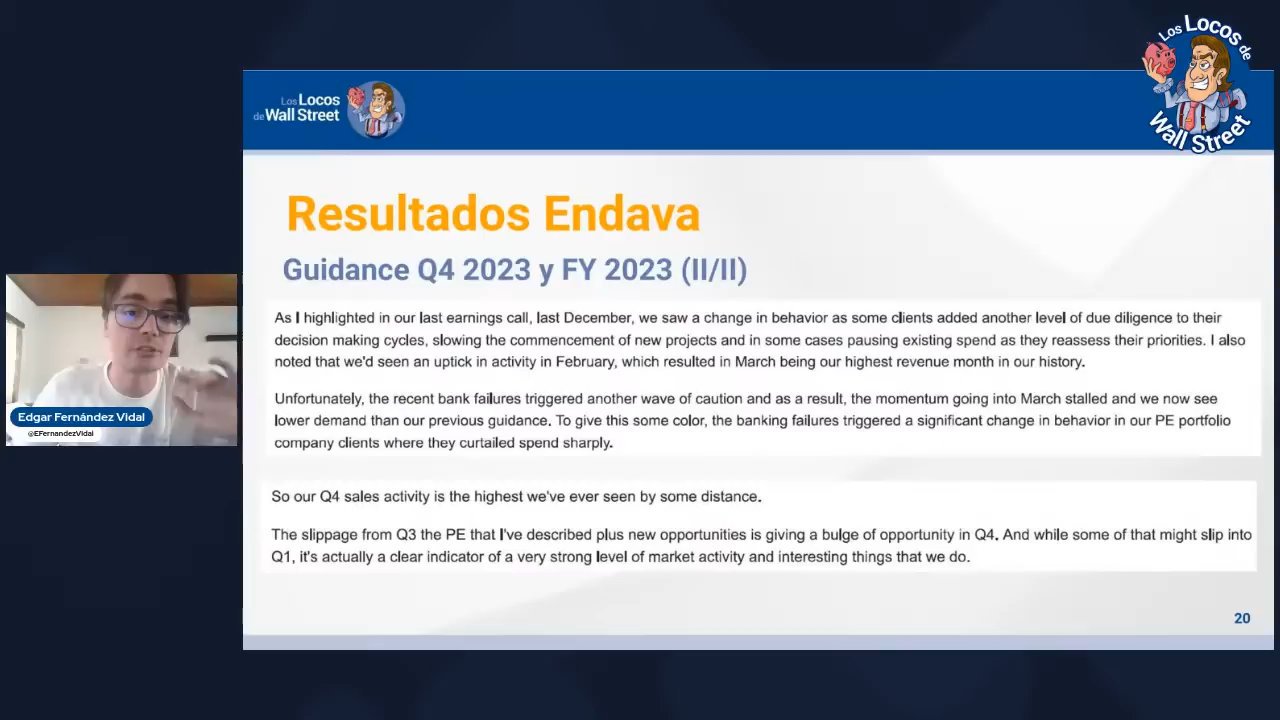 Los Locos de
Wall Street
Los Locos
de Wall Street
Resultados Endava
Guidance Q4 2023 y FY 2023 (II/II)
As I highlighted in our last earnings call, last December, we saw a change in behavior as some clients added another level of due diligence to their
decision making cycles, slowing the commencement of new projects and in some cases pausing existing spend as they reassess their priorities. I also
noted that we'd seen an uptick in activity in February, which resulted in March being our highest revenue month in our history.
Unfortunately, the recent bank failures triggered another wave of caution and as a result, the momentum going into March stalled and we now see
lower demand than our previous guidance. To give this some color, the banking failures triggered a significant change in behavior in our PE portfolio
company clients where they curtailed spend sharply.
So our Q4 sales activity is the highest we've ever seen by some distance.
The slippage from Q3 the PE that I've described plus new opportunities is giving a bulge of opportunity in Q4. And while some of that might slip into
Q1, it's actually a clear indicator of a very strong level of market activity and interesting things that we do.
20
Edgar Fernández Vidal
@EFernandezVidal